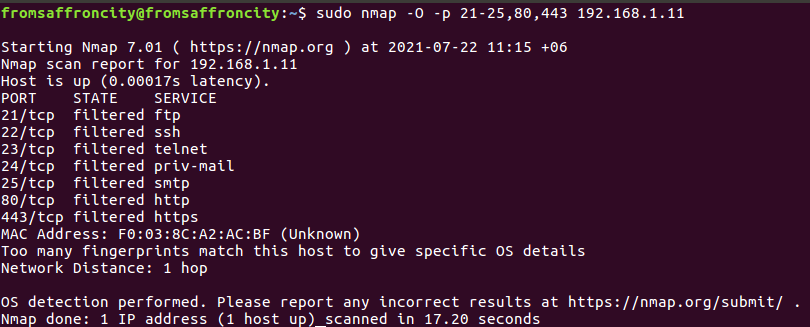 fromsaffroncity@fromsaffroncity:~$ sudo nmap -O -p 21-25,80,443 192.168.1.11
Starting Nmap 7.01 ( https://nmap.org ) at 2021-07-22 11:15 +06
Nmap scan report for 192.168.1.11
Host is up (0.00017s latency).
PORT    STATE    SERVICE
21/tcp  filtered ftp
22/tcp  filtered ssh
23/tcp  filtered telnet
24/tcp  filtered priv-mail
25/tcp  filtered smtp
80/tcp  filtered http
443/tcp filtered https
MAC Address: F0:03:8C:A2:AC:BF (Unknown)
Too many fingerprints match this host to give specific OS details
Network Distance: 1 hop
OS detection performed. Please report any incorrect results at https://nmap.org/submit/ .
Nmap done: 1 IP address (1 host up) scanned in 17.20 seconds